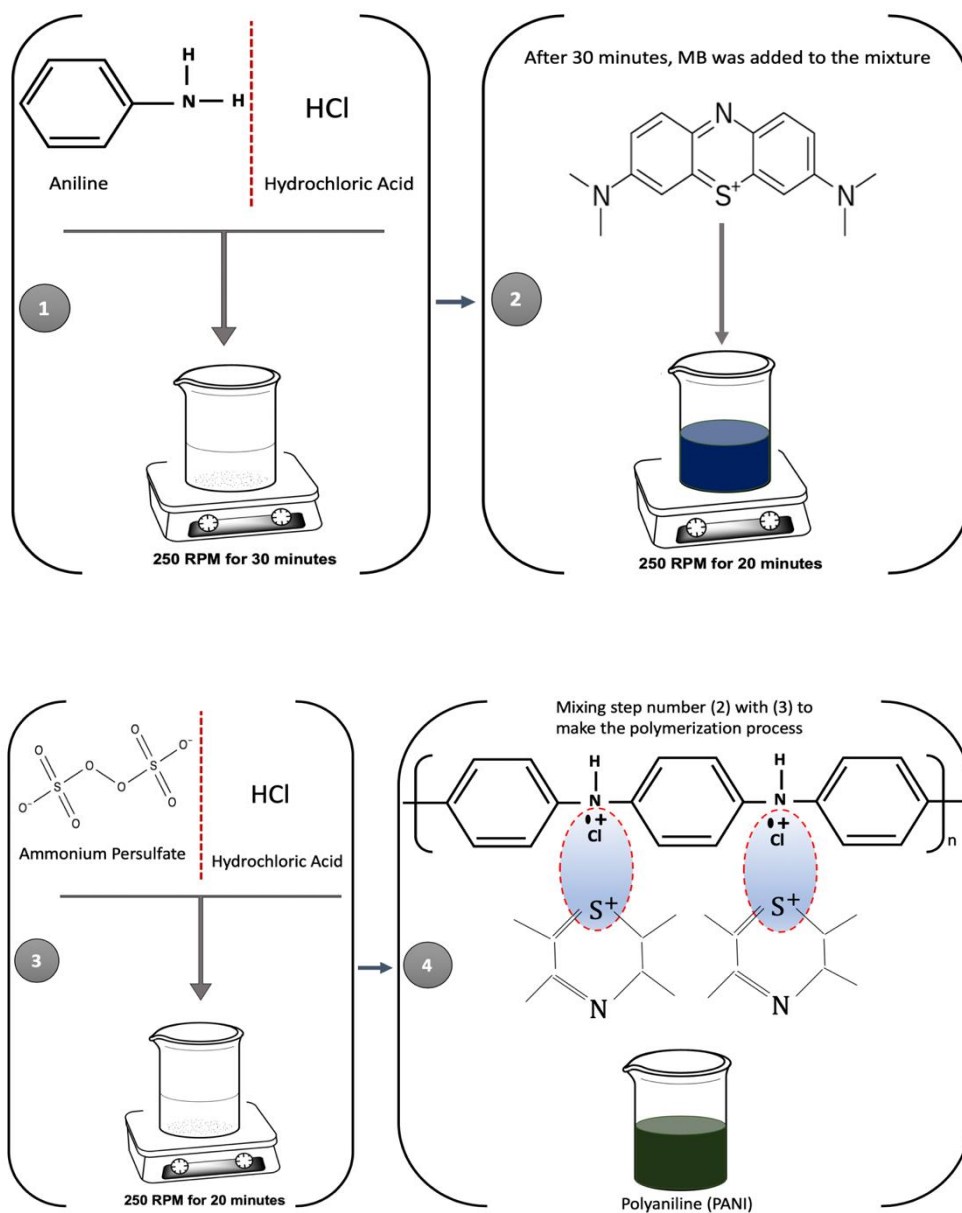 H
N
H
HCl
Aniline
Hydrochloric Acid
1
250 RPM for 30 minutes
After 30 minutes, MB was added to the mixture
N
N
S+
N
2
250 RPM for 20 minutes
O
O
S
O-
O
O
S
O
O-
O
HCl
Ammonium Persulfate
Hydrochloric Acid
3
250 RPM for 20 minutes
Mixing step number (2) with (3) to
make the polymerization process
H
H
N
N
n
•+
•+
Cl
Cl
S+
S+
N
N
4
Polyaniline (PANI)